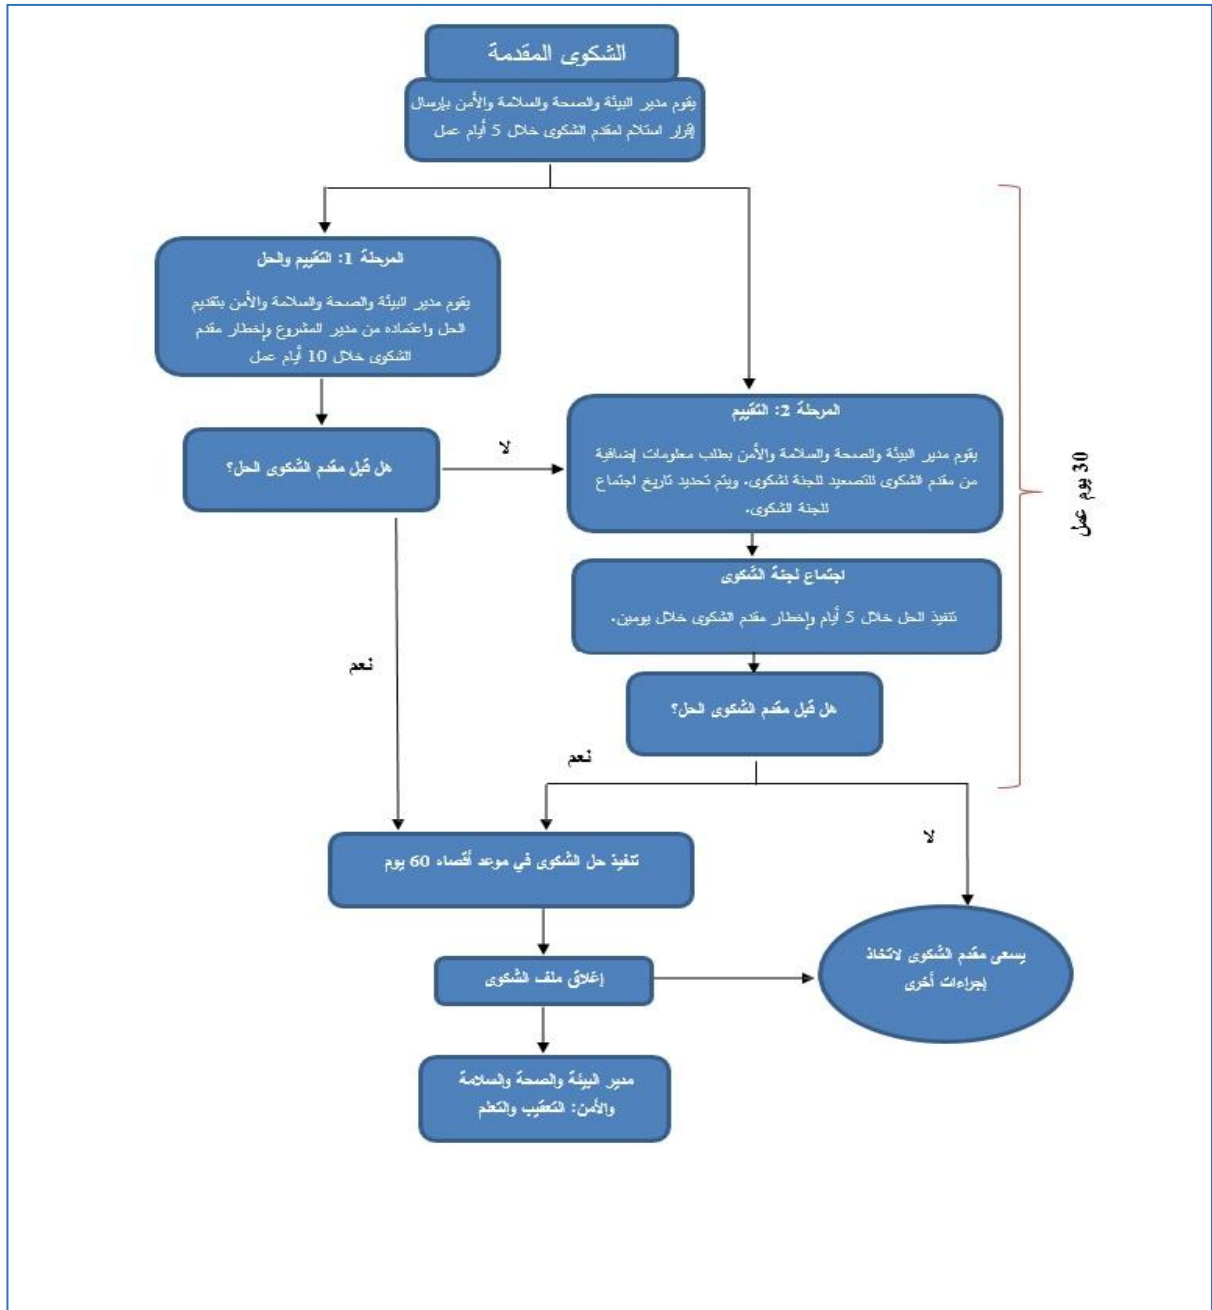 الشكوى المقدمة
يقوم مدير البيئة والصحة والسلامة والأمن بإرسال
إقرار استلام لمقدم الشكوى خلال 5 أيام عمل
المرحلة 1: التقييم والحل
يقوم مدير البيئة والصحة والسلامة والأمن بتقديم
الحل واعتماده من مدير المشروع وإخطار مقدم
الشكوى خلال 10 أيام عمل
المرحلة 2: التقييم
يقوم مدير البيئة والصحة والسلامة والأمن بطلب معلومات إضافية
من مقدم الشكوى للتصعيد للجنة لشكوى. ويتم تحديد تاريخ اجتماع
للجنة الشكوى.
هل قبل مقدم الشكوى الحل؟
لا
30 يوم عمل
اجتماع لجنة الشكوى
تنفيذ الحل خلال 5 أيام وإخطار مقدم الشكوى خلال يومين.
نعم
هل قبل مقدم الشكوى الحل؟
نعم
لا
تنفيذ حل الشكوى في موعد أقصاه 60 يوم
يسعى مقدم الشكوى لاتخاذ
إجراءات أخرى
إغلاق ملف الشكوى
مدير البيئة والصحة والسلامة
والأمن: التعقيب والتعلم